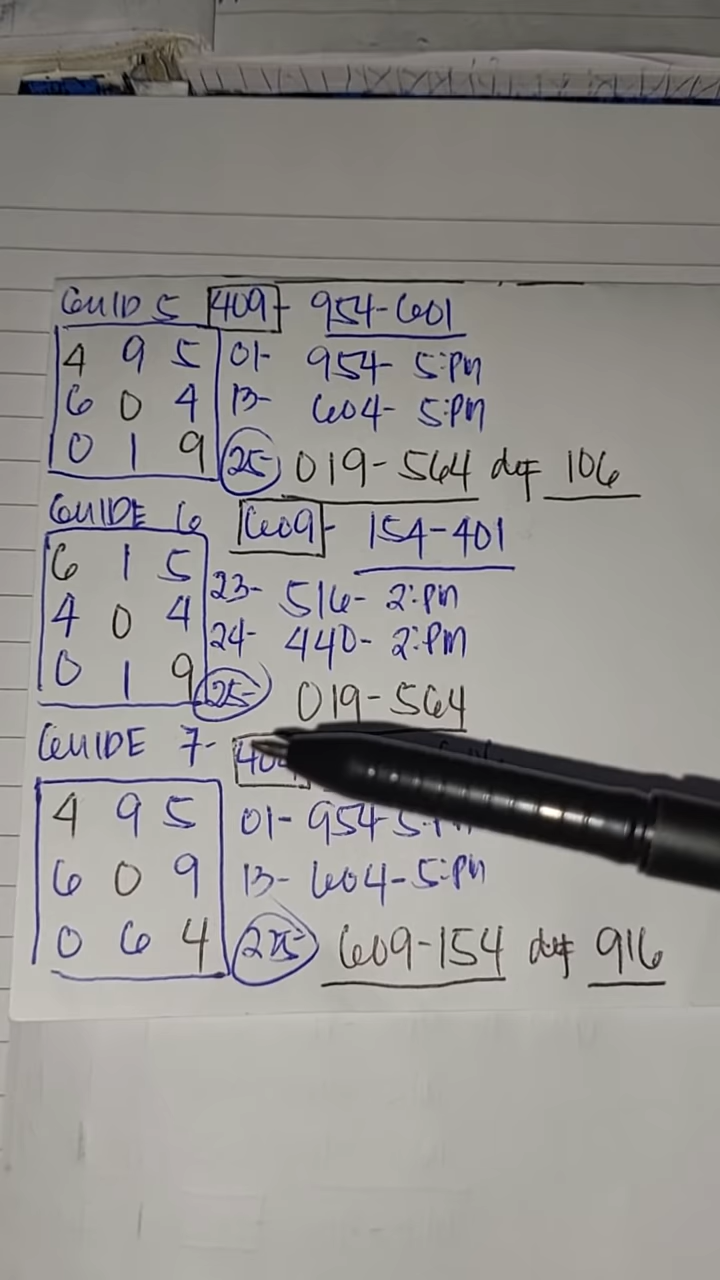 GUID 5 409- 954-601
4 9 5 01- 954- 5:PM
6 0 4 13- 604- 5:PM
0 1 9 25- 019-564 def 106
GUIDE 6 609- 154-401
6 1 5 23- 516- 2:PM
4 0 4 24- 440- 2:PM
0 1 9 25- 019-564
GUIDE 7-
4 9 5 01- 954-5:PM
6 0 9 13- 604-5:PM
0 6 4 609-154 def 916